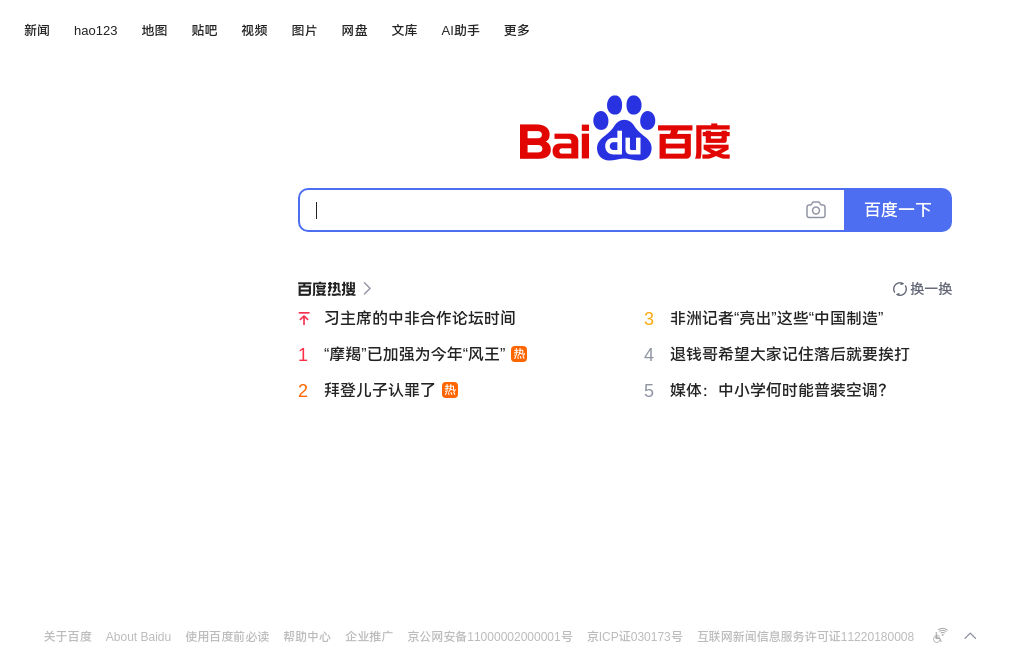 新闻 hao123 地图 贴吧 视频 图片 网盘 文库 AI助手 更多
Baidu百度
百度一下
百度热搜 换一换
习主席的中非合作论坛时间
1 “摩羯”已加强为今年“风王” 热
2 拜登儿子认罪了 热
3 非洲记者“亮出”这些“中国制造”
4 退钱哥希望大家记住落后就要挨打
5 媒体：中小学何时能普装空调？
关于百度 About Baidu 使用百度前必读 帮助中心 企业推广 京公网安备11000002000001号 京ICP证030173号 互联网新闻信息服务许可证11220180008